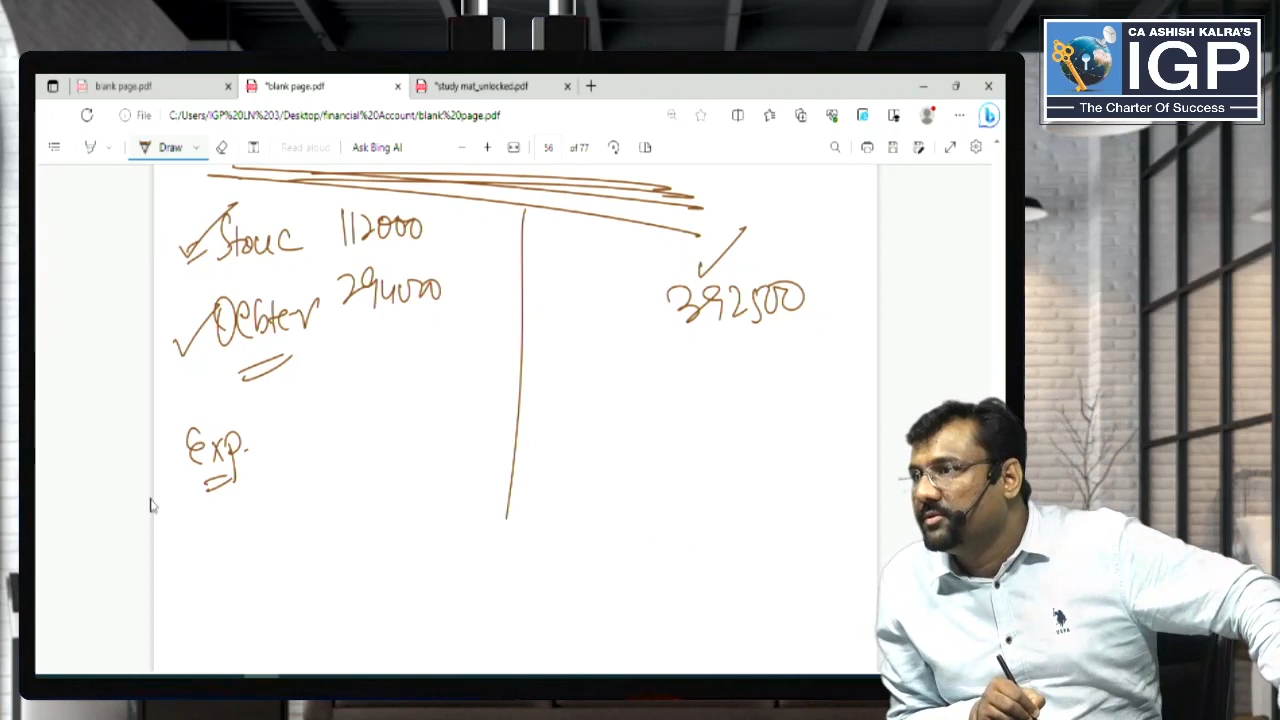 CA ASHISH KALRA'S
IGP
The Charter Of Success
blank page.pdf
*blank page.pdf
*study mat_unlocked.pdf
File
C:/Users/IGP%20LN%203/Desktop/financial%20Account/blank%20page.pdf
Draw
Read aloud
Ask Bing AI
56 of 77
Stock 112000
Debtor 294000
392500
Exp.
USPA